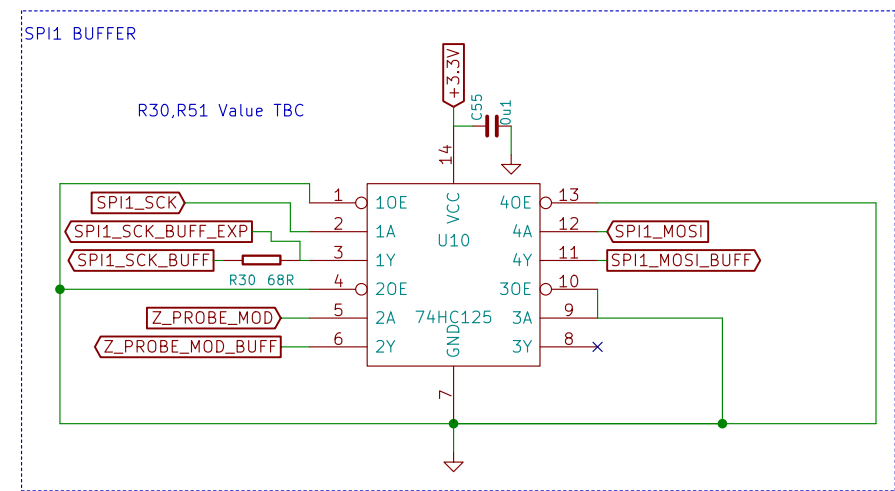 SPI1 BUFFER
+3.3V
C55
0u1
R30,R51 Value TBC
14
1
1OE
VCC
4OE
13
SPI1_SCK
2
1A
4A
12
SPI1_MOSI
SPI1_SCK_BUFF_EXP
U10
3
1Y
4Y
11
SPI1_MOSI_BUFF
SPI1_SCK_BUFF
R30 68R
4
2OE
3OE
10
Z_PROBE_MOD
5
2A
74HC125
3A
9
Z_PROBE_MOD_BUFF
6
2Y
GND
3Y
8
7